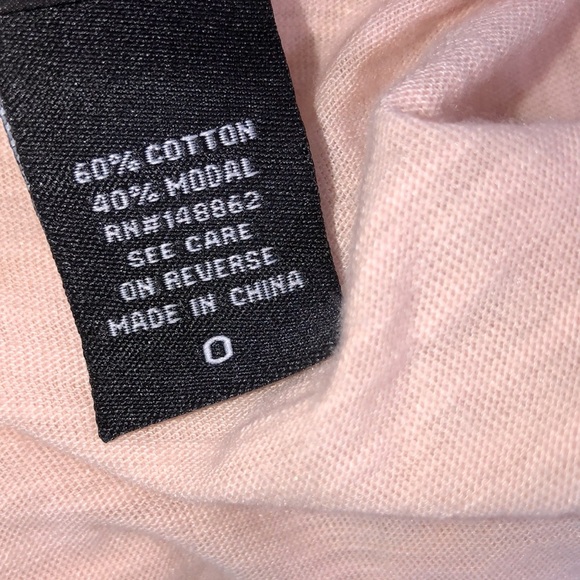 60% COTTON
40% MODAL
RN#148862
SEE CARE
ON REVERSE
MADE IN CHINA
0